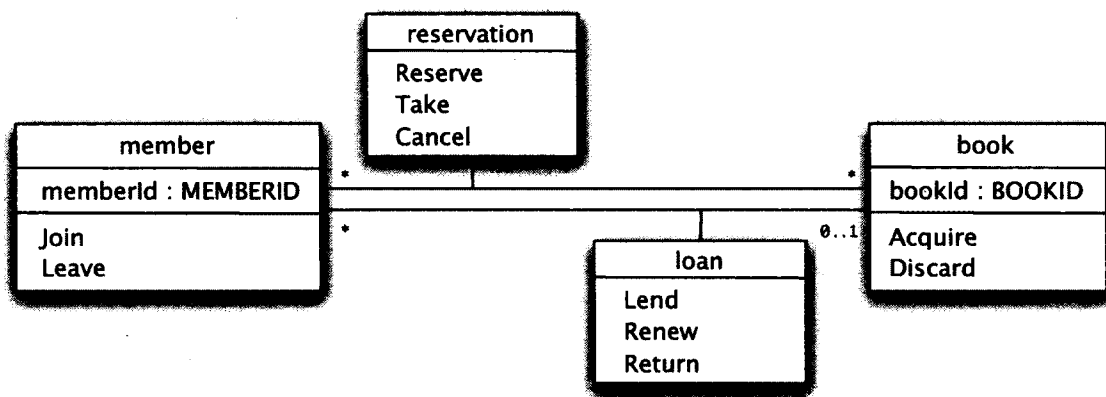 reservation
Reserve
Take
Cancel
member
memberId : MEMBERID
Join
Leave
*
*
*
0..1
book
bookId : BOOKID
Acquire
Discard
loan
Lend
Renew
Return